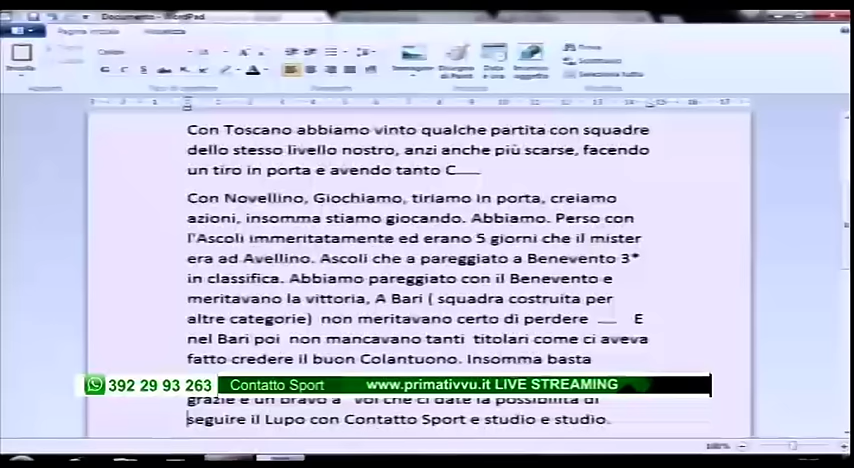 Documento - WordPad
Con Toscano abbiamo vinto qualche partita con squadre
dello stesso livello nostro, anzi anche più scarse, facendo
un tiro in porta e avendo tanto C.....
Con Novellino, Giochiamo, tiriamo in porta, creiamo
azioni, insomma stiamo giocando. Abbiamo. Perso con
l'Ascoli immeritatamente ed erano 5 giorni che il mister
era ad Avellino. Ascoli che a pareggiato a Benevento 3*
in classifica. Abbiamo pareggiato con il Benevento e
meritavano la vittoria, A Bari ( squadra costruita per
altre categorie) non meritavano certo di perdere .... E
nel Bari poi non mancavano tanti titolari come ci aveva
fatto credere il buon Colantuono. Insomma basta
392 29 93 263 Contatto Sport www.primativvu.it LIVE STREAMING
grazie e un bravo a voi che ci date la possibilità di
seguire il Lupo con Contatto Sport e studio e studio.
100%